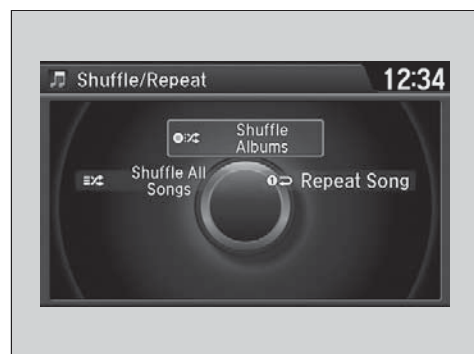 Shuffle/Repeat 12:34
Shuffle
Albums
Shuffle All
Songs
Repeat Song